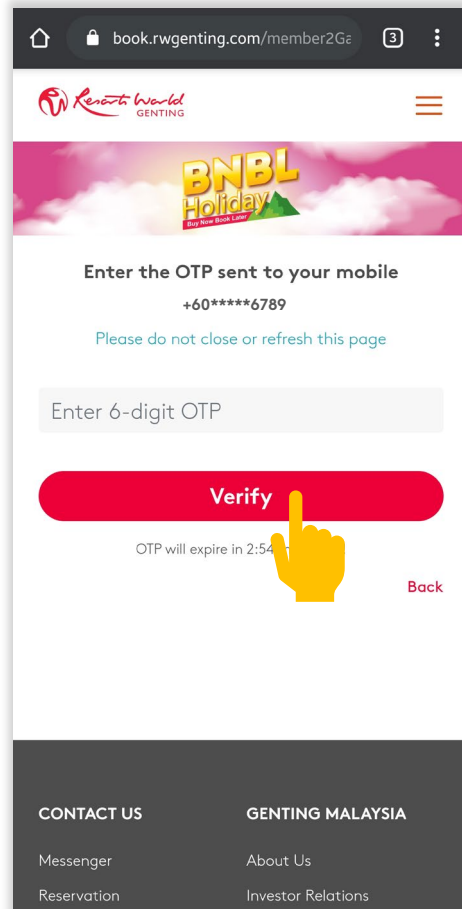 book.rwgenting.com/member2Ga
3
Resorts World
GENTING
BNBL
Holiday
Buy Now Book Later
Enter the OTP sent to your mobile
+60*****6789
Please do not close or refresh this page
Enter 6-digit OTP
Verify
OTP will expire in 2:54
Back
CONTACT US
GENTING MALAYSIA
Messenger
About Us
Reservation
Investor Relations